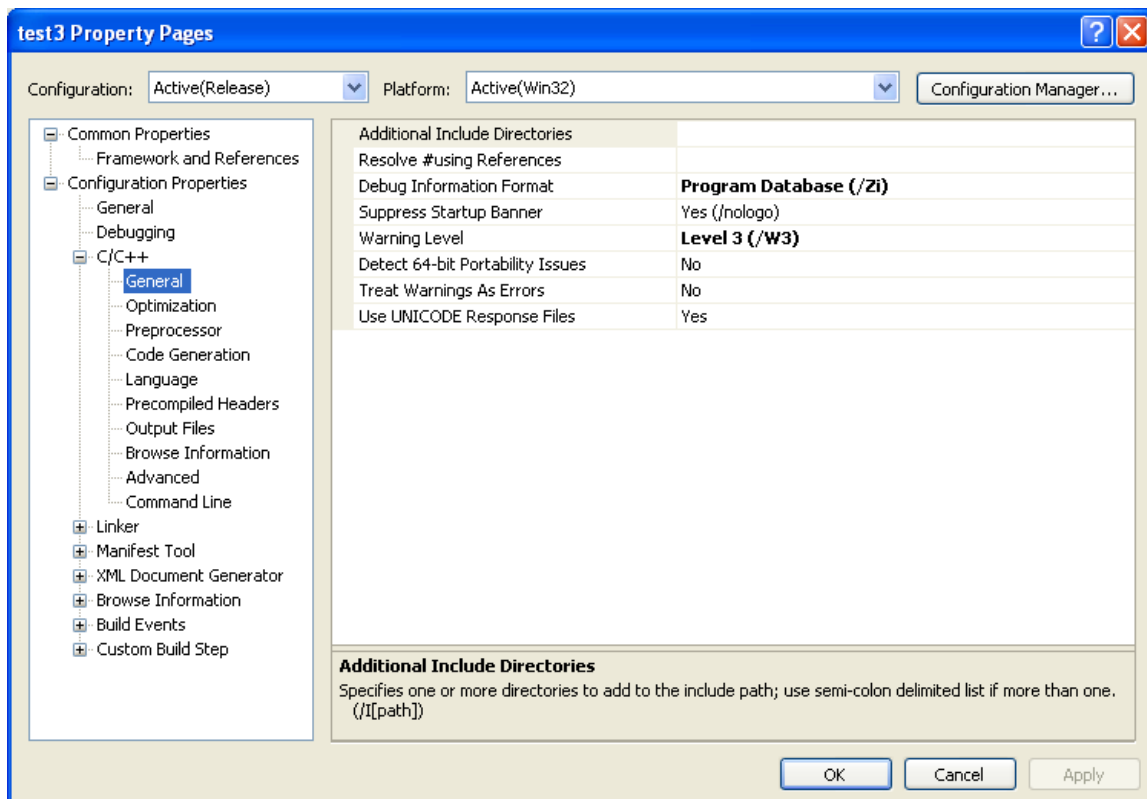 test3 Property Pages
Configuration: Active(Release) Platform: Active(Win32) Configuration Manager...
Common Properties
Framework and References
Configuration Properties
General
Debugging
C/C++
General
Optimization
Preprocessor
Code Generation
Language
Precompiled Headers
Output Files
Browse Information
Advanced
Command Line
Linker
Manifest Tool
XML Document Generator
Browse Information
Build Events
Custom Build Step
Additional Include Directories
Resolve #using References
Debug Information Format Program Database (/Zi)
Suppress Startup Banner Yes (/nologo)
Warning Level Level 3 (/W3)
Detect 64-bit Portability Issues No
Treat Warnings As Errors No
Use UNICODE Response Files Yes
Additional Include Directories
Specifies one or more directories to add to the include path; use semi-colon delimited list if more than one.
(/I[path])
OK Cancel Apply